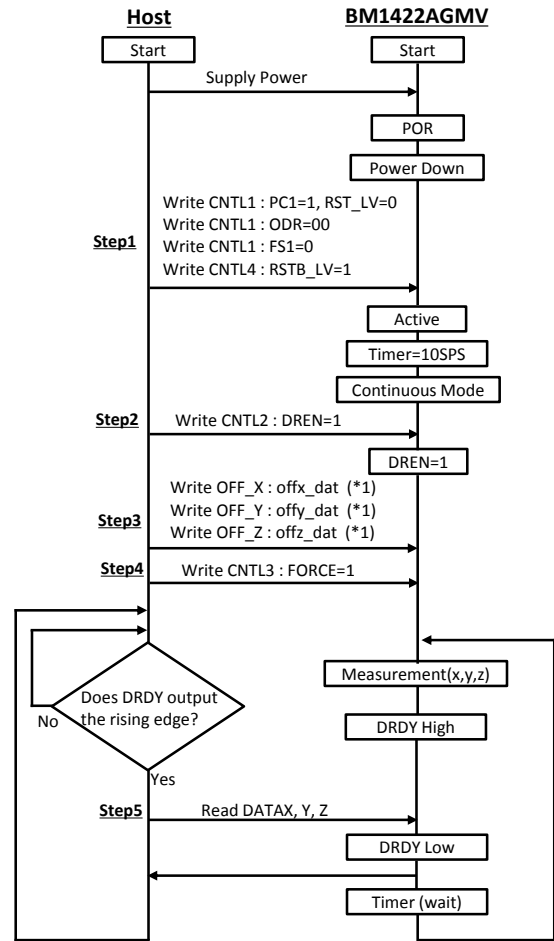 Host BM1422AGMV
Start Start
Supply Power
POR
Power Down
Write CNTL1 : PC1=1, RST_LV=0
Write CNTL1 : ODR=00
Step1
Write CNTL1 : FS1=0
Write CNTL4 : RSTB_LV=1
Active
Timer=10SPS
Continuous Mode
Step2 Write CNTL2 : DREN=1
DREN=1
Write OFF_X : offx_dat (*1)
Write OFF_Y : offy_dat (*1)
Step3
Write OFF_Z : offz_dat (*1)
Step4 Write CNTL3 : FORCE=1
Measurement(x,y,z)
Does DRDY output
the rising edge?
No
DRDY High
Yes
Step5 Read DATAX, Y, Z
DRDY Low
Timer (wait)